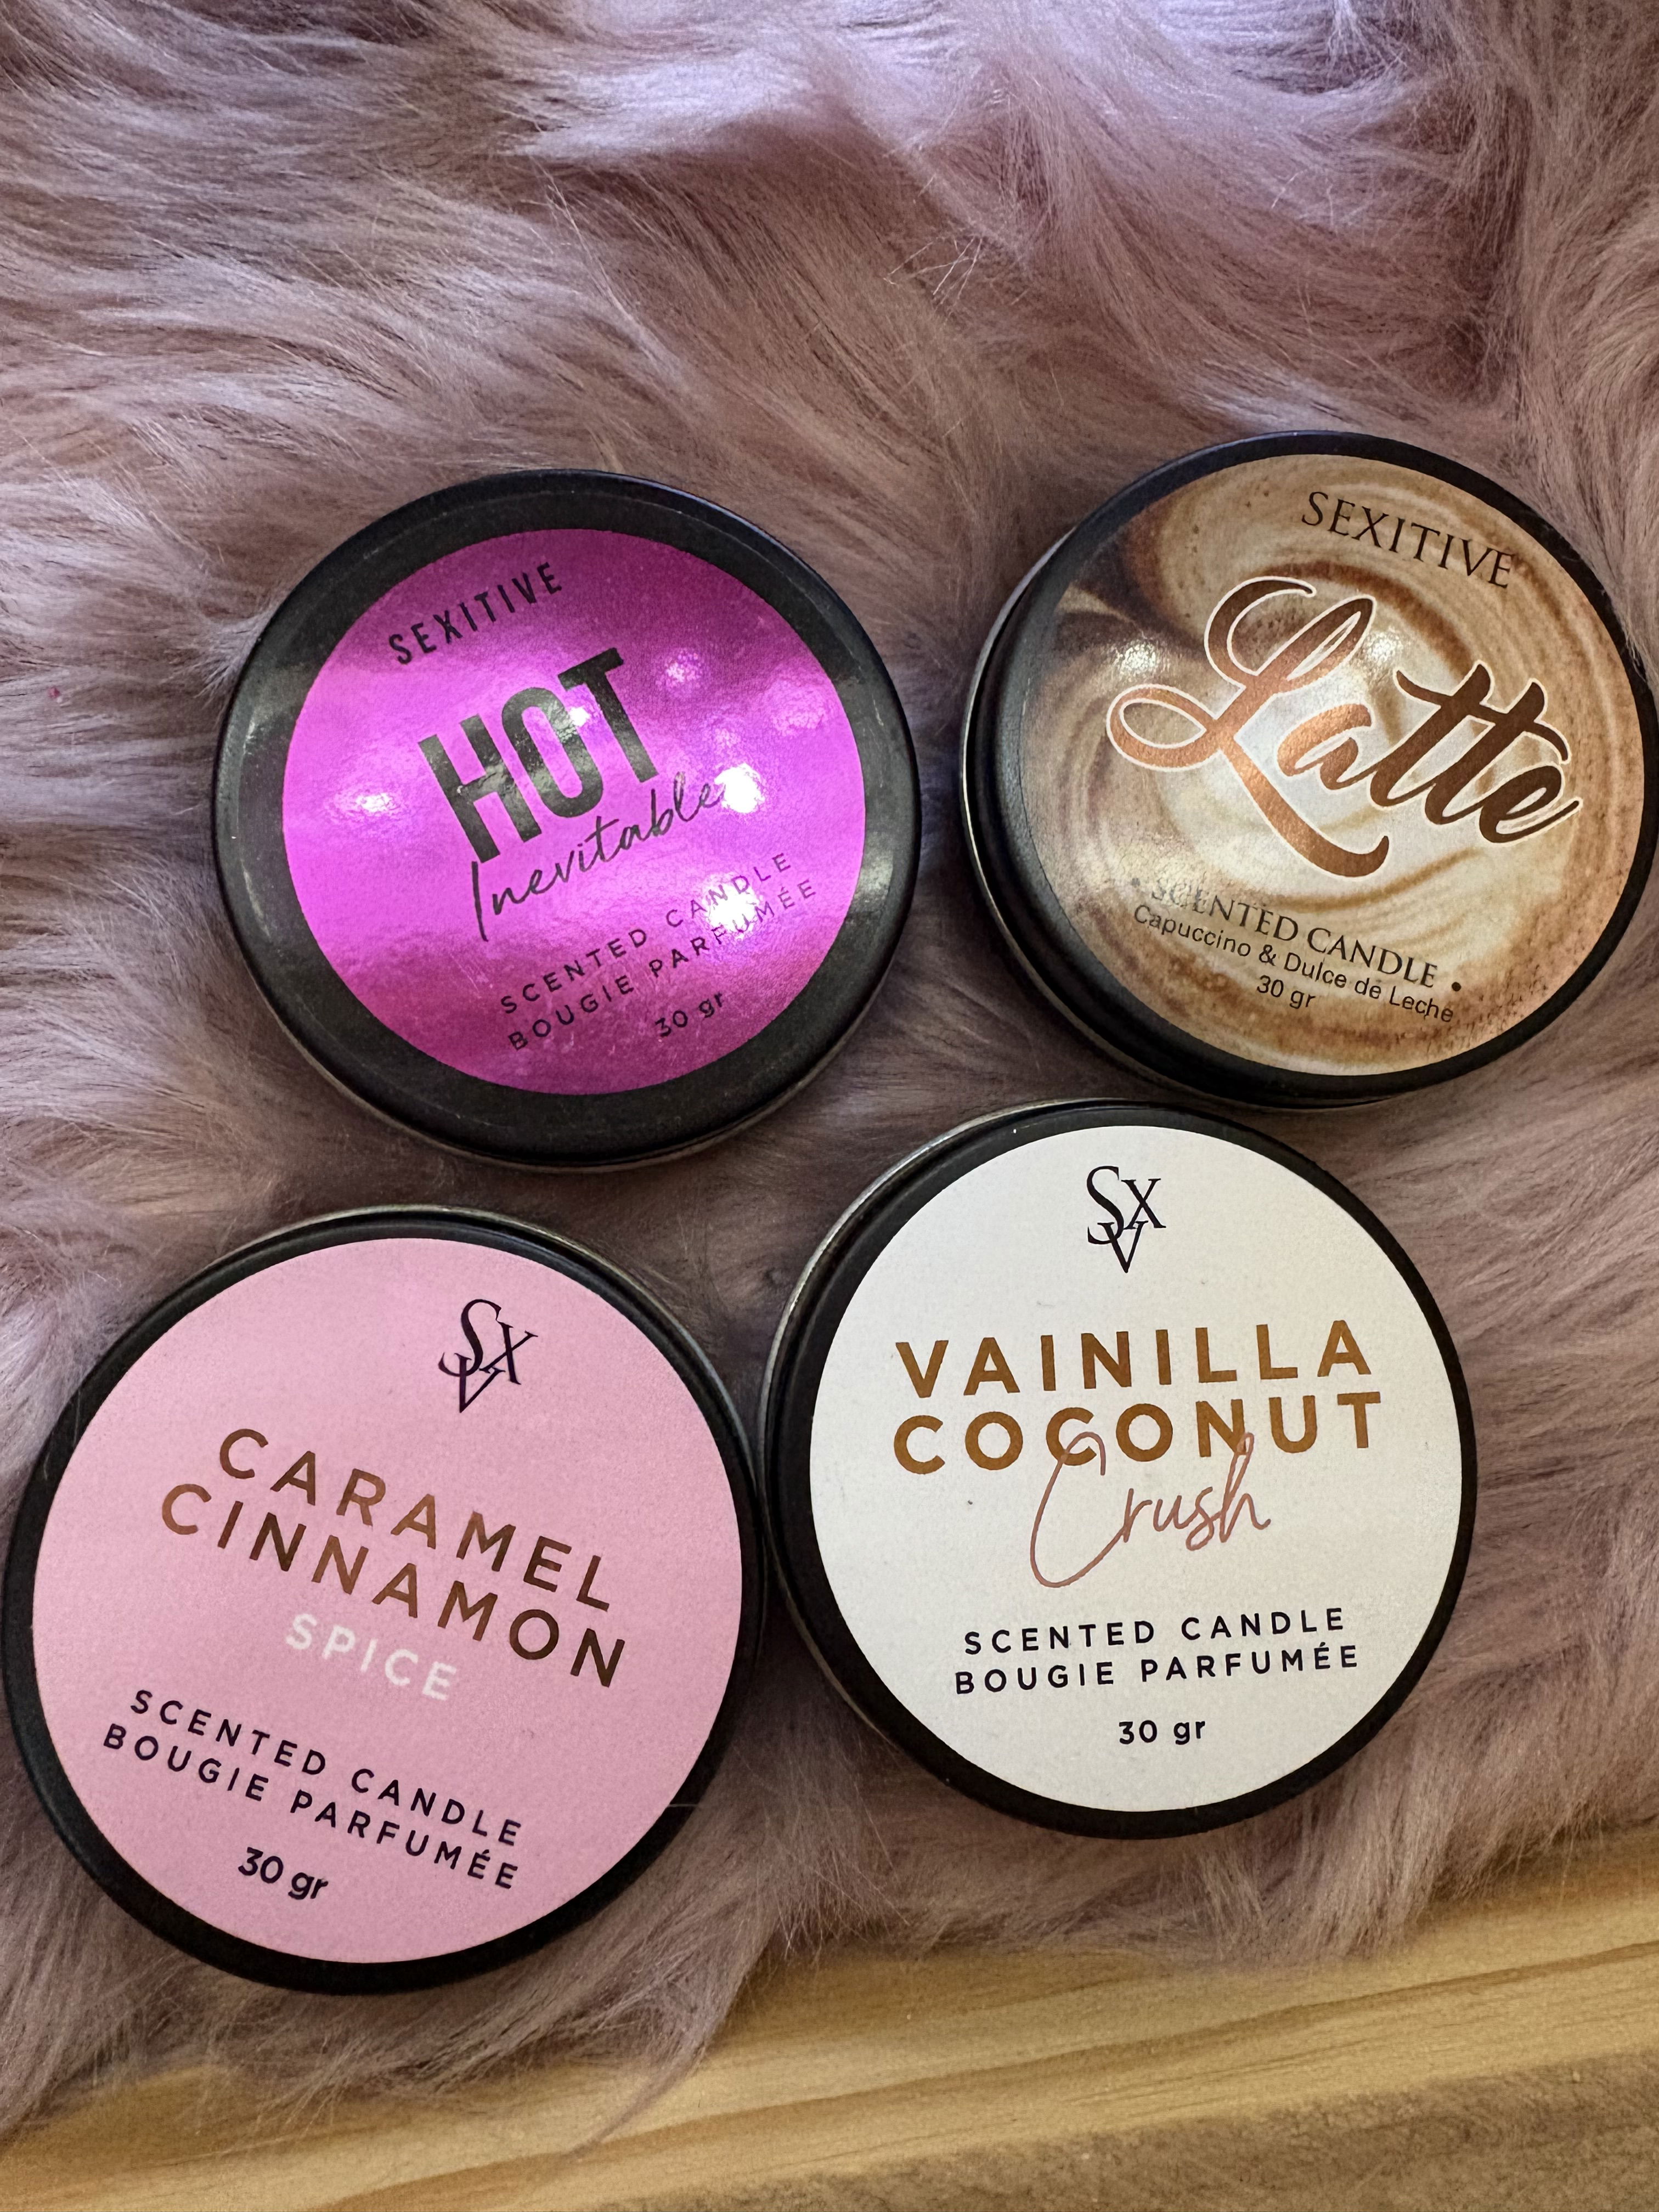 SEXITIVE
HOT
Inevitable
SCENTED CANDLE
BOUGIE PARFUMÉE
30 gr
SEXITIVE
Latte
• SCENTED CANDLE •
Capuccino & Dulce de Leche
30 gr
SXV
CARAMEL
CINNAMON
SPICE
SCENTED CANDLE
BOUGIE PARFUMÉE
30 gr
SXV
VAINILLA
COCONUT
Crush
SCENTED CANDLE
BOUGIE PARFUMÉE
30 gr